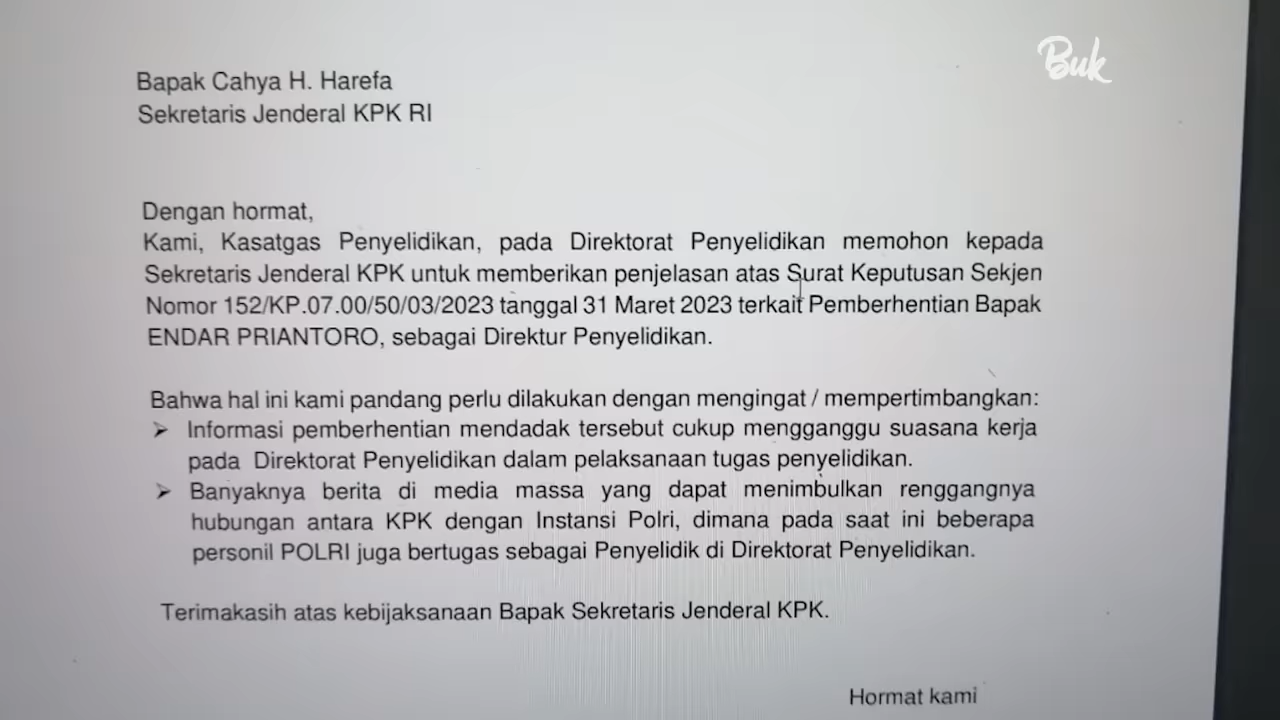 Buk
Bapak Cahya H. Harefa
Sekretaris Jenderal KPK RI
Dengan hormat,
Kami, Kasatgas Penyelidikan, pada Direktorat Penyelidikan memohon kepada
Sekretaris Jenderal KPK untuk memberikan penjelasan atas Surat Keputusan Sekjen
Nomor 152/KP.07.00/50/03/2023 tanggal 31 Maret 2023 terkait Pemberhentian Bapak
ENDAR PRIANTORO, sebagai Direktur Penyelidikan.
Bahwa hal ini kami pandang perlu dilakukan dengan mengingat / mempertimbangkan:
➢ Informasi pemberhentian mendadak tersebut cukup mengganggu suasana kerja
pada Direktorat Penyelidikan dalam pelaksanaan tugas penyelidikan.
➢ Banyaknya berita di media massa yang dapat menimbulkan renggangnya
hubungan antara KPK dengan Instansi Polri, dimana pada saat ini beberapa
personil POLRI juga bertugas sebagai Penyelidik di Direktorat Penyelidikan.
Terimakasih atas kebijaksanaan Bapak Sekretaris Jenderal KPK.
Hormat kami